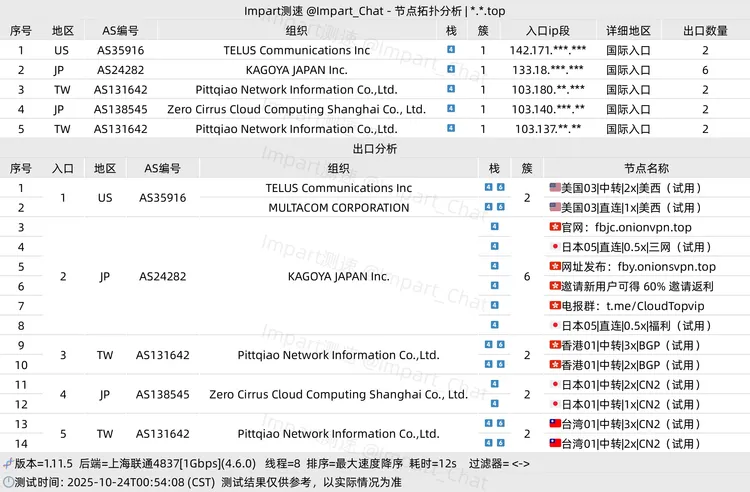 Impart测速 @Impart_Chat - 节点拓扑分析 | *.*.top
序号 地区 AS编号 组织 栈 簇 入口ip段 详细地区 出口数量
1 US AS35916 TELUS Communications Inc 4 1 142.171.***.*** 国际入口 2
2 JP AS24282 KAGOYA JAPAN Inc. 4 1 133.18.***.*** 国际入口 6
3 TW AS131642 Pittqiao Network Information Co.,Ltd. 4 1 103.180.**.*** 国际入口 2
4 JP AS138545 Zero Cirrus Cloud Computing Shanghai Co., Ltd. 4 1 103.140.***.*** 国际入口 2
5 TW AS131642 Pittqiao Network Information Co.,Ltd. 4 1 103.137.**.** 国际入口 2
出口分析
序号 入口 地区 AS编号 组织 栈 簇 节点名称
1 1 US AS35916 TELUS Communications Inc 4 6 2 美国03|中转|2x|美西（试用）
2 MULTACOM CORPORATION 4 6 美国03|直连|1x|美西（试用）
3 4 官网：fbjc.onionvpn.top
4 4 日本05|直连|0.5x|三网（试用）
5 4 网址发布：fby.onionsvpn.top
2 JP AS24282 KAGOYA JAPAN Inc. 6
6 4 邀请新用户可得 60% 邀请返利
7 4 电报群：t.me/CloudTopvip
8 4 日本05|直连|0.5x|福利（试用）
9 3 TW AS131642 Pittqiao Network Information Co.,Ltd. 4 6 2 香港01|中转|3x|BGP（试用）
10 4 6 香港01|中转|2x|BGP（试用）
11 4 JP AS138545 Zero Cirrus Cloud Computing Shanghai Co., Ltd. 4 2 日本01|中转|2x|CN2（试用）
12 4 日本01|中转|1x|CN2（试用）
13 5 TW AS131642 Pittqiao Network Information Co.,Ltd. 4 6 2 台湾01|中转|3x|CN2（试用）
14 4 6 台湾01|中转|2x|CN2（试用）
版本=1.11.5 后端=上海联通4837[1Gbps](4.6.0) 线程=8 排序=最大速度降序 耗时=12s 过滤器= <->
测试时间: 2025-10-24T00:54:08 (CST) 测试结果仅供参考，以实际情况为准
Impart测速 @Impart_Chat